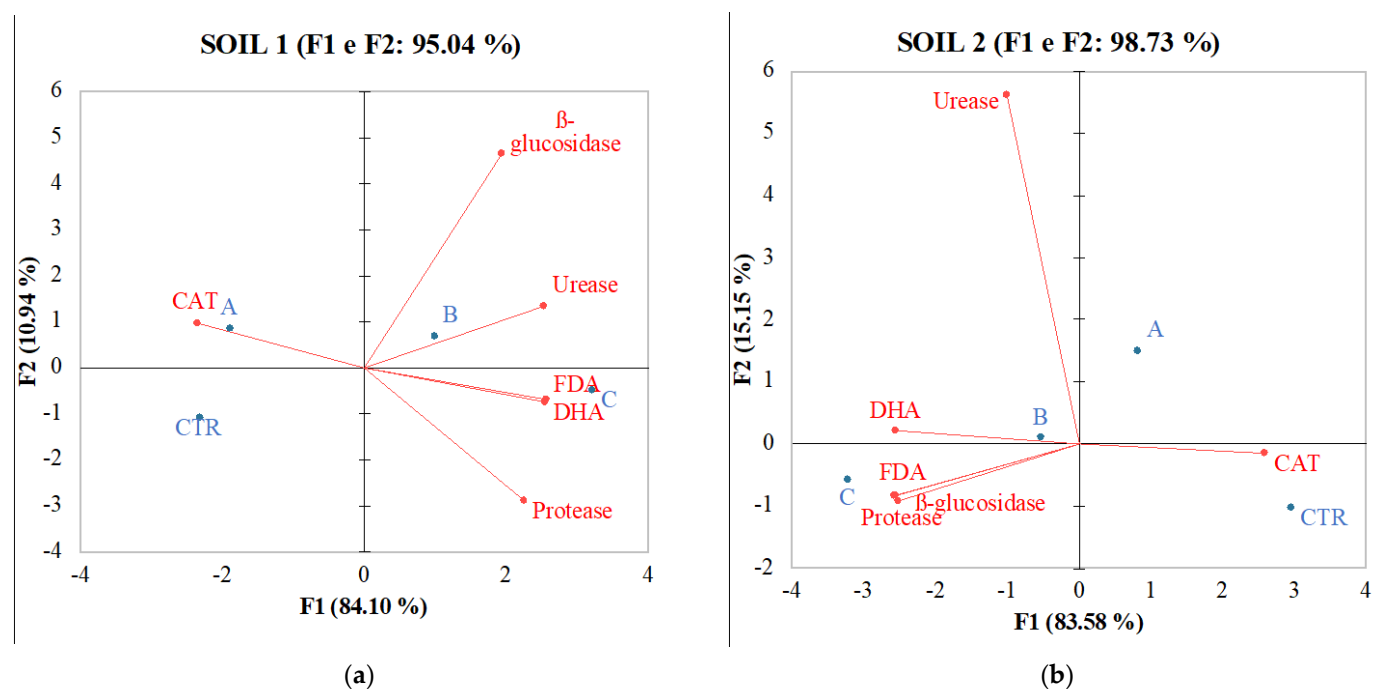 SOIL 1 (F1 e F2: 95.04 %)
6
5
4
3
2
1
0
-1
-2
-3
-4
-4
-2
0
2
4
F2 (10.94 %)
F1 (84.10 %)
ß-
glucosidase
Urease
CAT
A
B
FDA
C
DHA
CTR
Protease
(a)
SOIL 2 (F1 e F2: 98.73 %)
6
5
4
3
2
1
0
-1
-2
-4
-3
-2
-1
0
1
2
3
4
F2 (15.15 %)
F1 (83.58 %)
Urease
A
DHA
B
CAT
FDA
C
ß-glucosidase
Protease
CTR
(b)